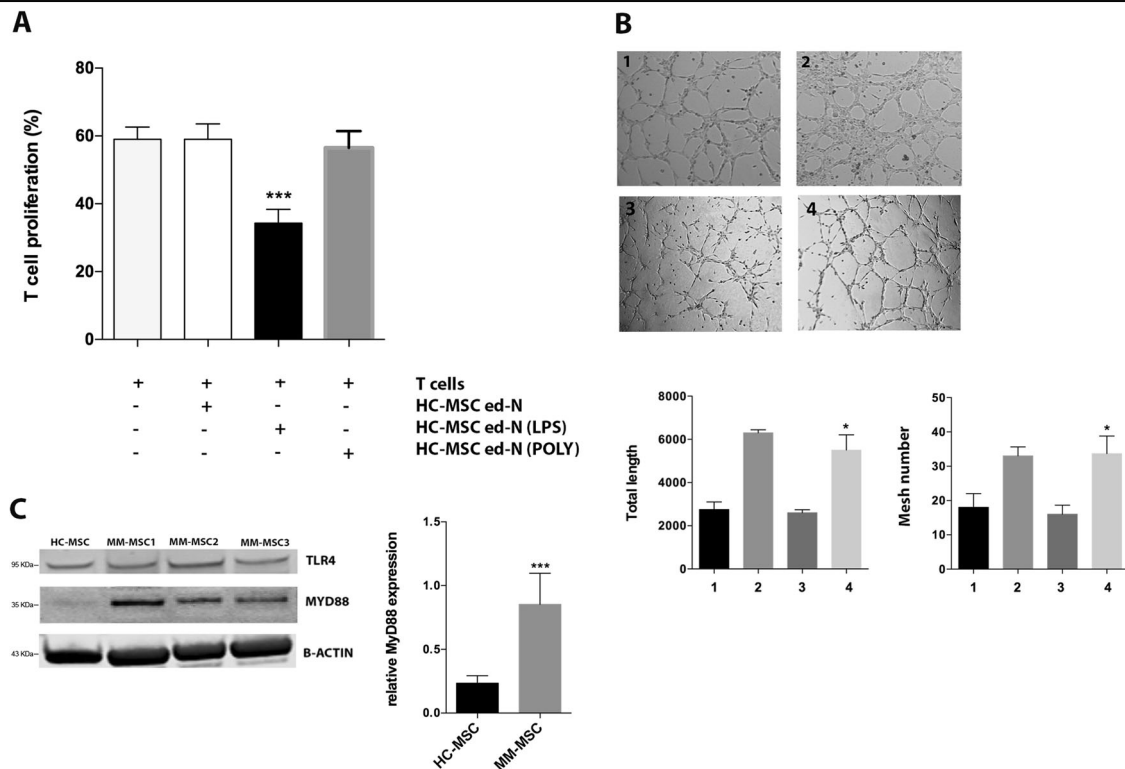 A
T cell proliferation (%)
80
60
40
20
0
***
+ + + + T cells
- + - - HC-MSC ed-N
- - + - HC-MSC ed-N (LPS)
- - - + HC-MSC ed-N (POLY)
B
1
2
3
4
Total length
8000
6000
4000
2000
0
*
1 2 3 4
Mesh number
50
40
30
20
10
0
*
1 2 3 4
C
HC-MSC MM-MSC1 MM-MSC2 MM-MSC3
95 KDa- TLR4
35 KDa- MYD88
43 KDa- B-ACTIN
relative MyD88 expression
1.5
1.0
0.5
0.0
***
HC-MSC
MM-MSC